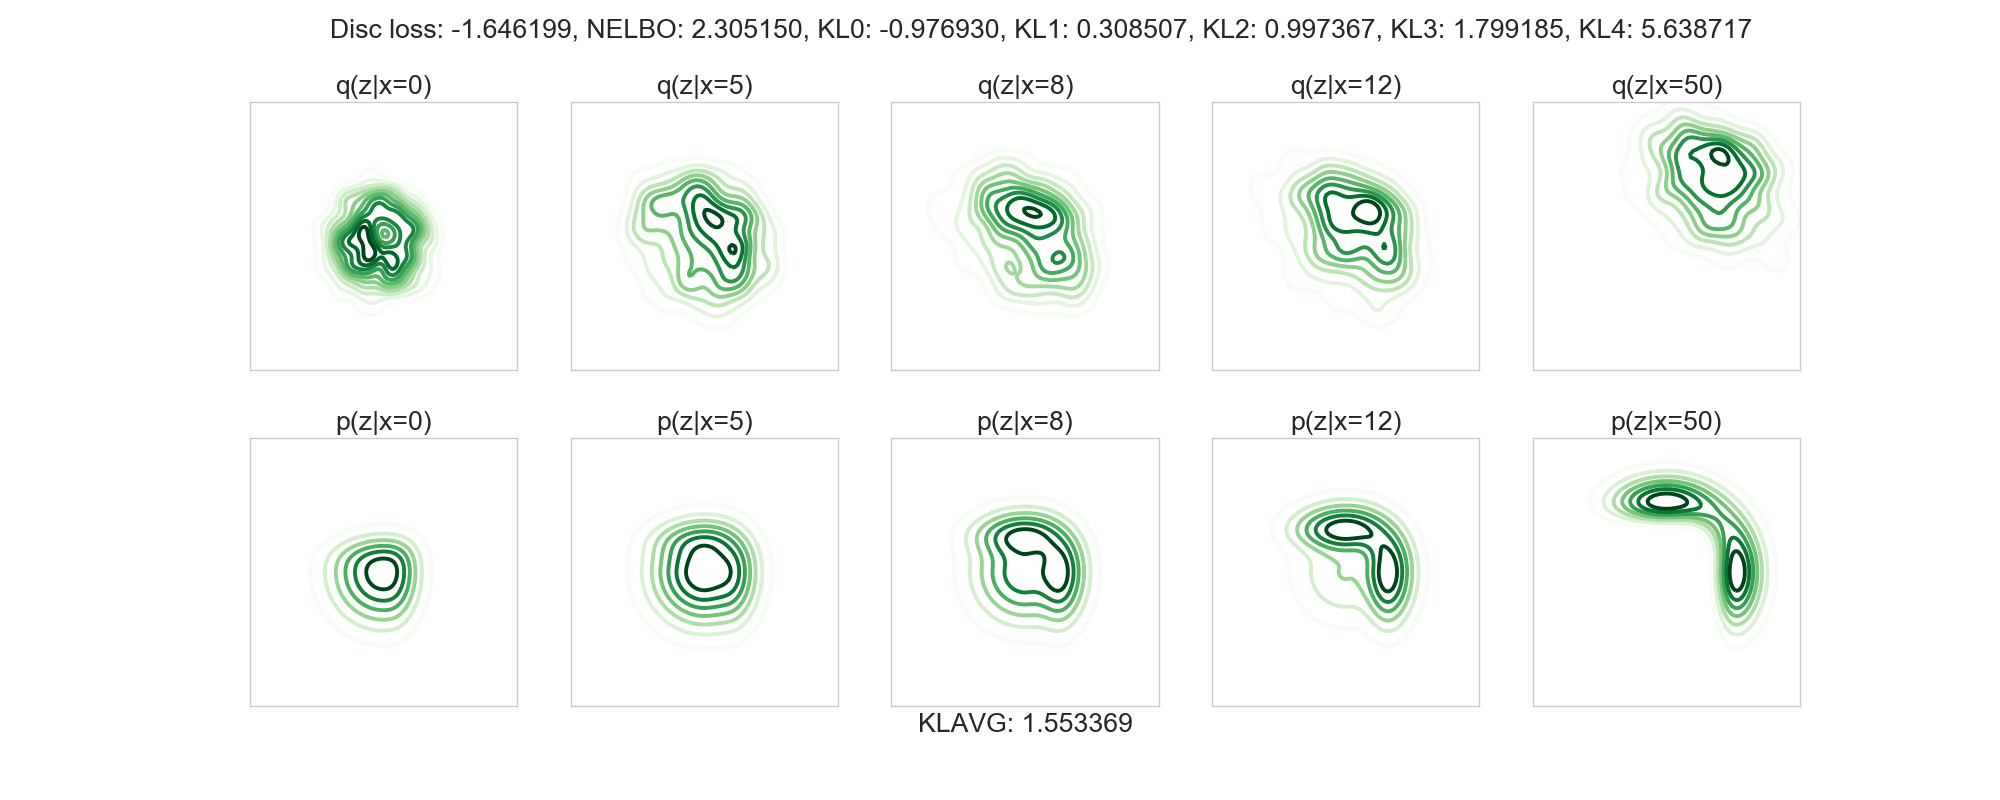 Disc loss: -1.646199, NELBO: 2.305150, KL0: -0.976930, KL1: 0.308507, KL2: 0.997367, KL3: 1.799185, KL4: 5.638717
q(z|x=0) q(z|x=5) q(z|x=8) q(z|x=12) q(z|x=50)
p(z|x=0) p(z|x=5) p(z|x=8) p(z|x=12) p(z|x=50)
KLAVG: 1.553369